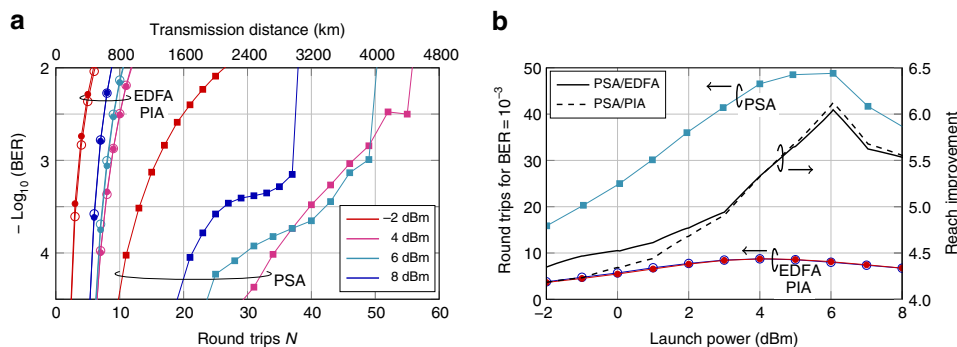 a
Transmission distance (km)
0 800 1600 2400 3200 4000 4800
2
3
4
– Log10 (BER)
EDFA
PIA
PSA
–2 dBm
4 dBm
6 dBm
8 dBm
0 10 20 30 40 50 60
Round trips N
b
50
40
30
20
10
0
Round trips for BER = 10⁻³
PSA/EDFA
PSA/PIA
PSA
EDFA
PIA
6.5
6.0
5.5
5.0
4.5
4.0
Reach improvement
–2 0 2 4 6 8
Launch power (dBm)